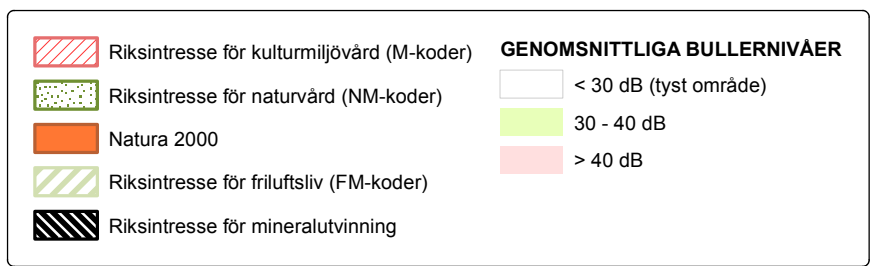 Riksintresse för kulturmiljövård (M-koder)
Riksintresse för naturvård (NM-koder)
Natura 2000
Riksintresse för friluftsliv (FM-koder)
Riksintresse för mineralutvinning
GENOMSNITTLIGA BULLERNIVÅER
< 30 dB (tyst område)
30 - 40 dB
> 40 dB